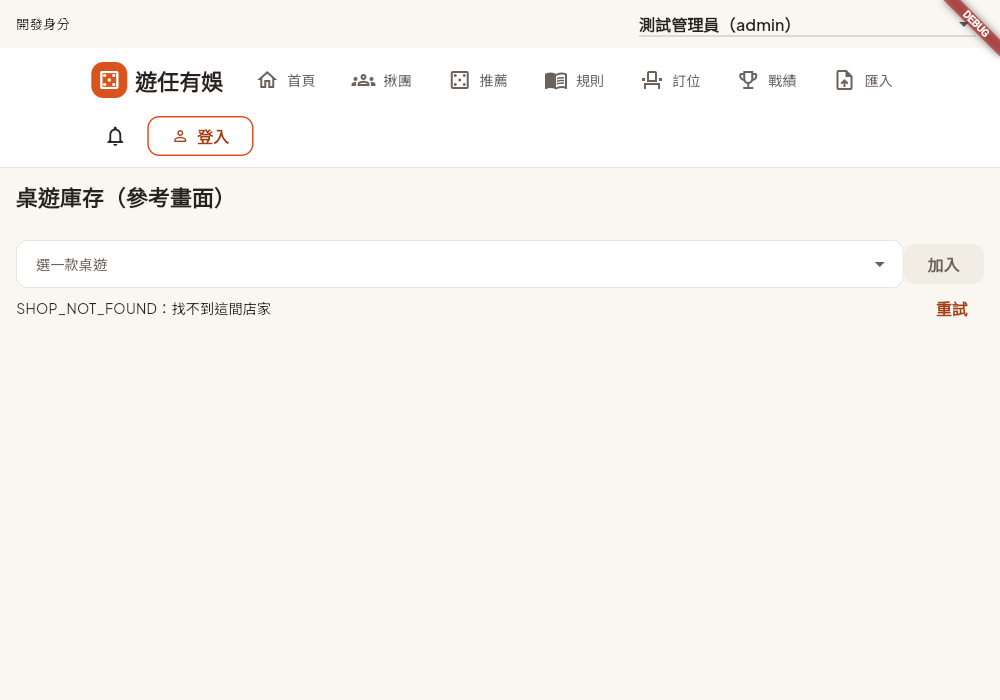 開發身分
測試管理員（admin）
DEBUG
遊任有娛
首頁
揪團
推薦
規則
訂位
戰績
匯入
登入
桌遊庫存（參考畫面）
選一款桌遊
加入
SHOP_NOT_FOUND：找不到這間店家
重試